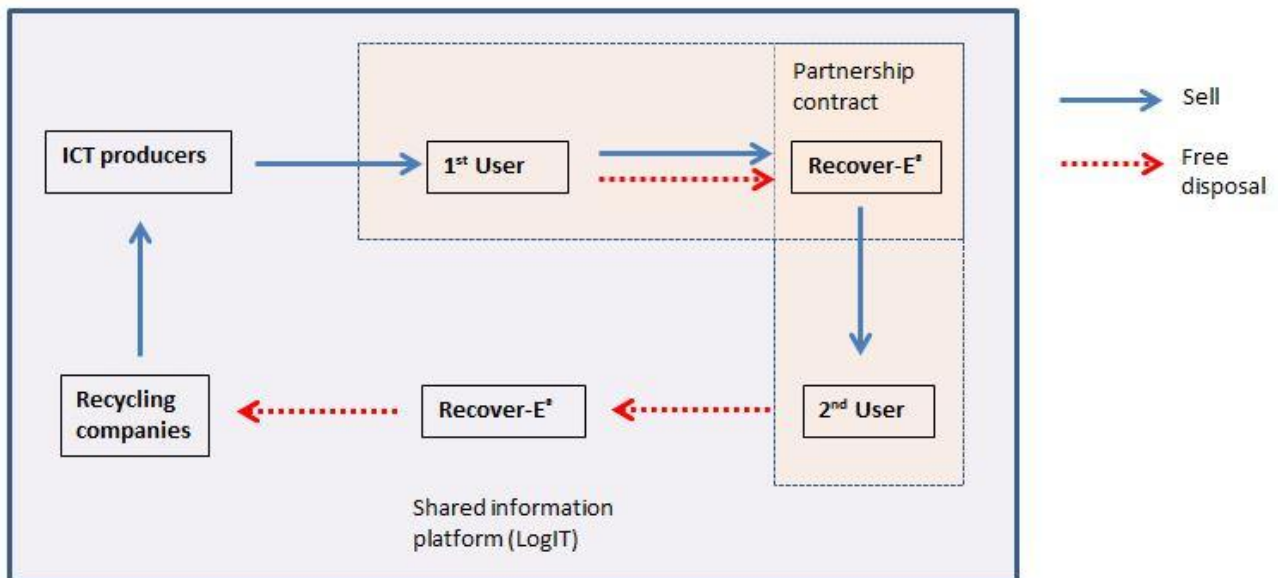 Partnership
contract
Sell
ICT producers
1st User
Recover-E®
Free
disposal
Recycling
companies
Recover-E®
2nd User
Shared information
platform (LogIT)